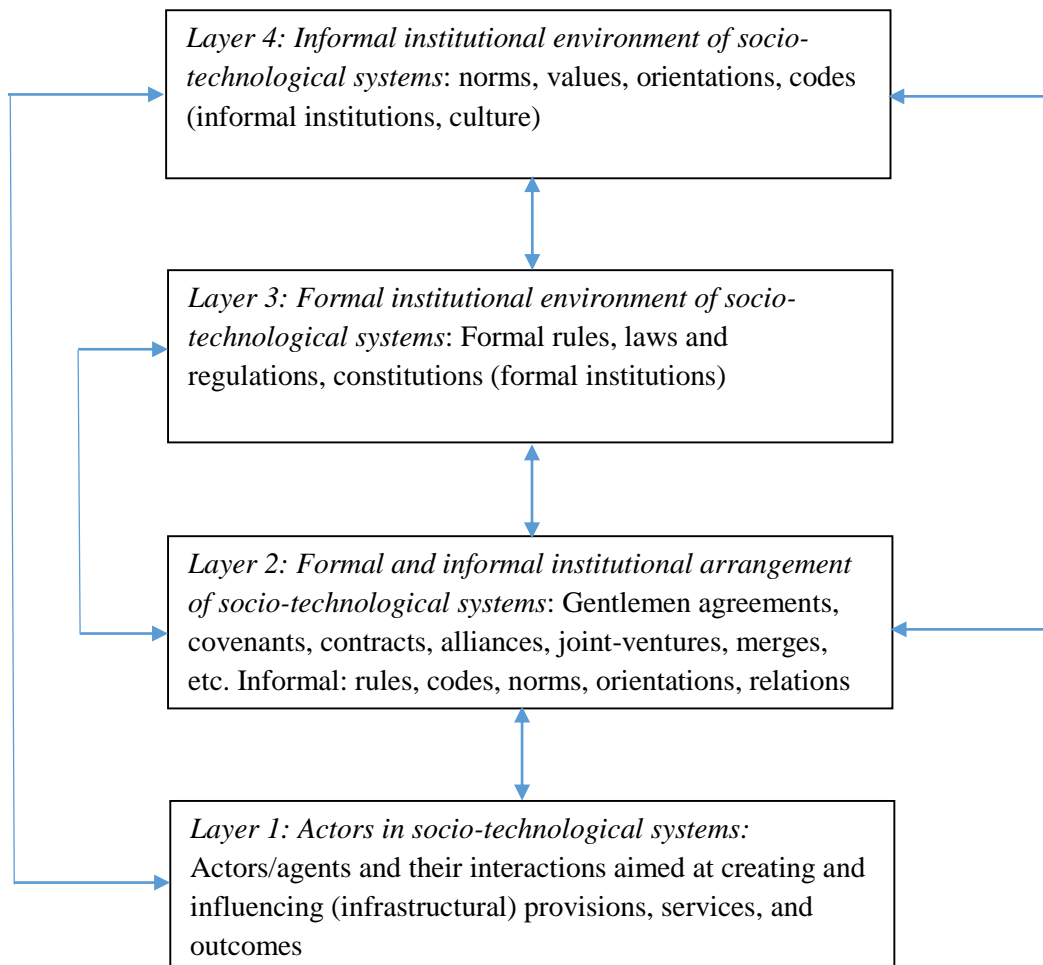 Layer 4: Informal institutional environment of socio-
technological systems: norms, values, orientations, codes
(informal institutions, culture)
Layer 3: Formal institutional environment of socio-
technological systems: Formal rules, laws and
regulations, constitutions (formal institutions)
Layer 2: Formal and informal institutional arrangement
of socio-technological systems: Gentlemen agreements,
covenants, contracts, alliances, joint-ventures, merges,
etc. Informal: rules, codes, norms, orientations, relations
Layer 1: Actors in socio-technological systems:
Actors/agents and their interactions aimed at creating and
influencing (infrastructural) provisions, services, and
outcomes